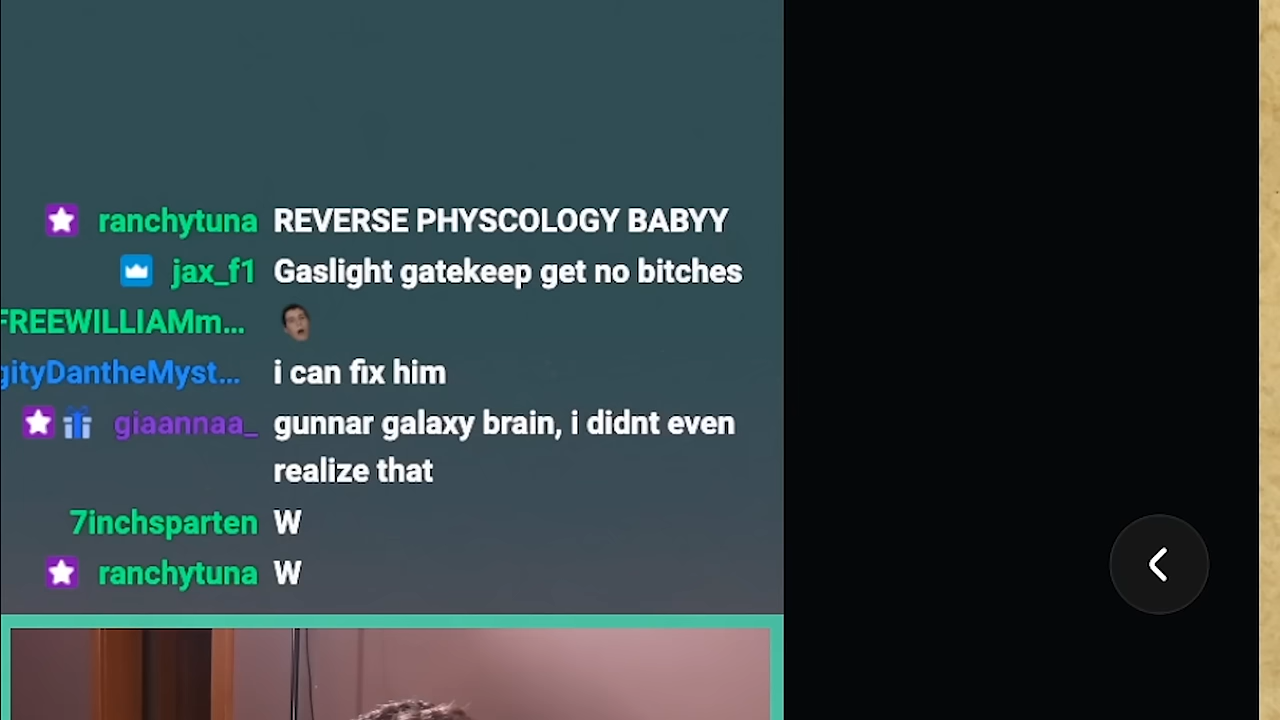 ranchytuna REVERSE PHYSCOLOGY BABYY
jax_f1 Gaslight gatekeep get no bitches
FREEWILLIAMm...
gityDantheMyst... i can fix him
giaannaa_ gunnar galaxy brain, i didnt even
realize that
7inchsparten W
ranchytuna W